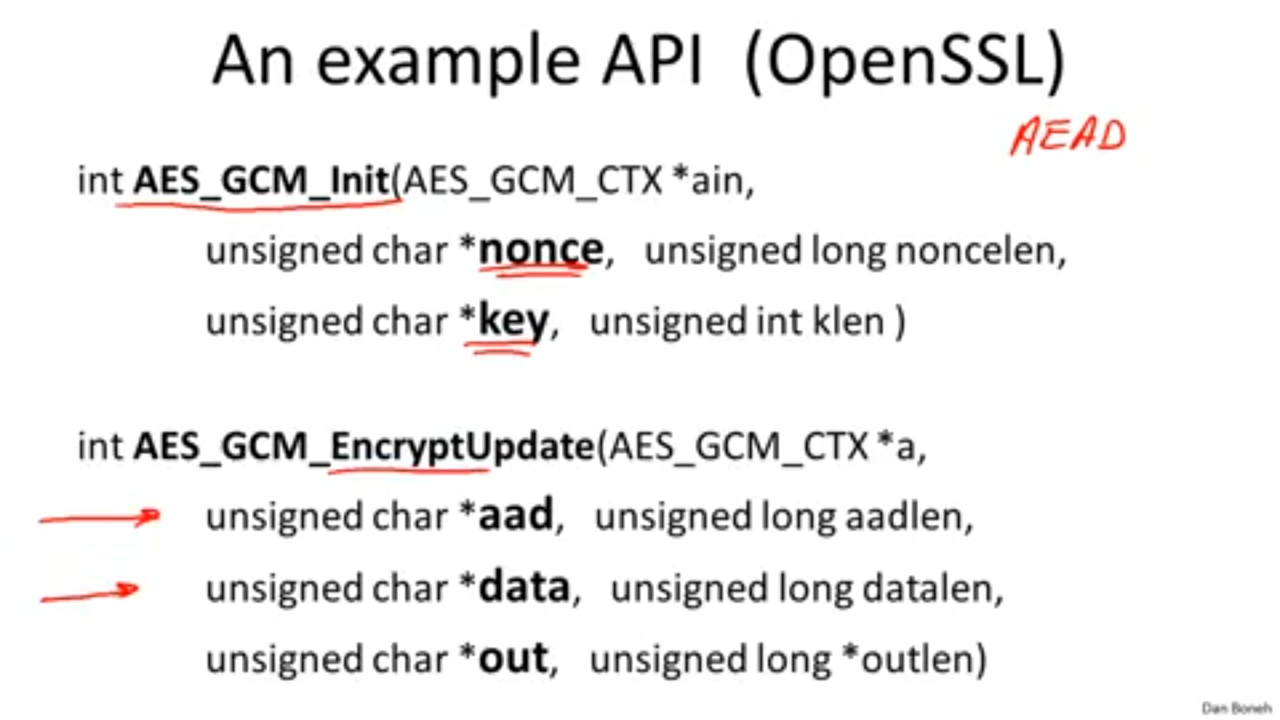 An example API (OpenSSL)
AEAD
int AES_GCM_Init(AES_GCM_CTX *ain,
unsigned char *nonce, unsigned long noncelen,
unsigned char *key, unsigned int klen )
int AES_GCM_EncryptUpdate(AES_GCM_CTX *a,
unsigned char *aad, unsigned long aadlen,
unsigned char *data, unsigned long datalen,
unsigned char *out, unsigned long *outlen)
Dan Boneh